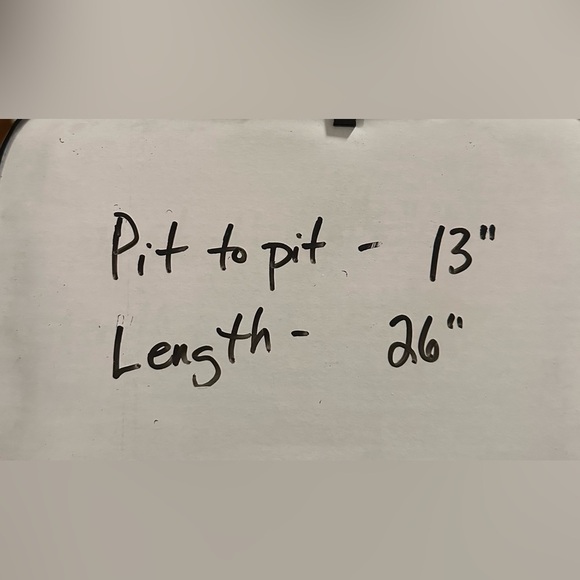 Pit to pit - 13"
Length - 26"